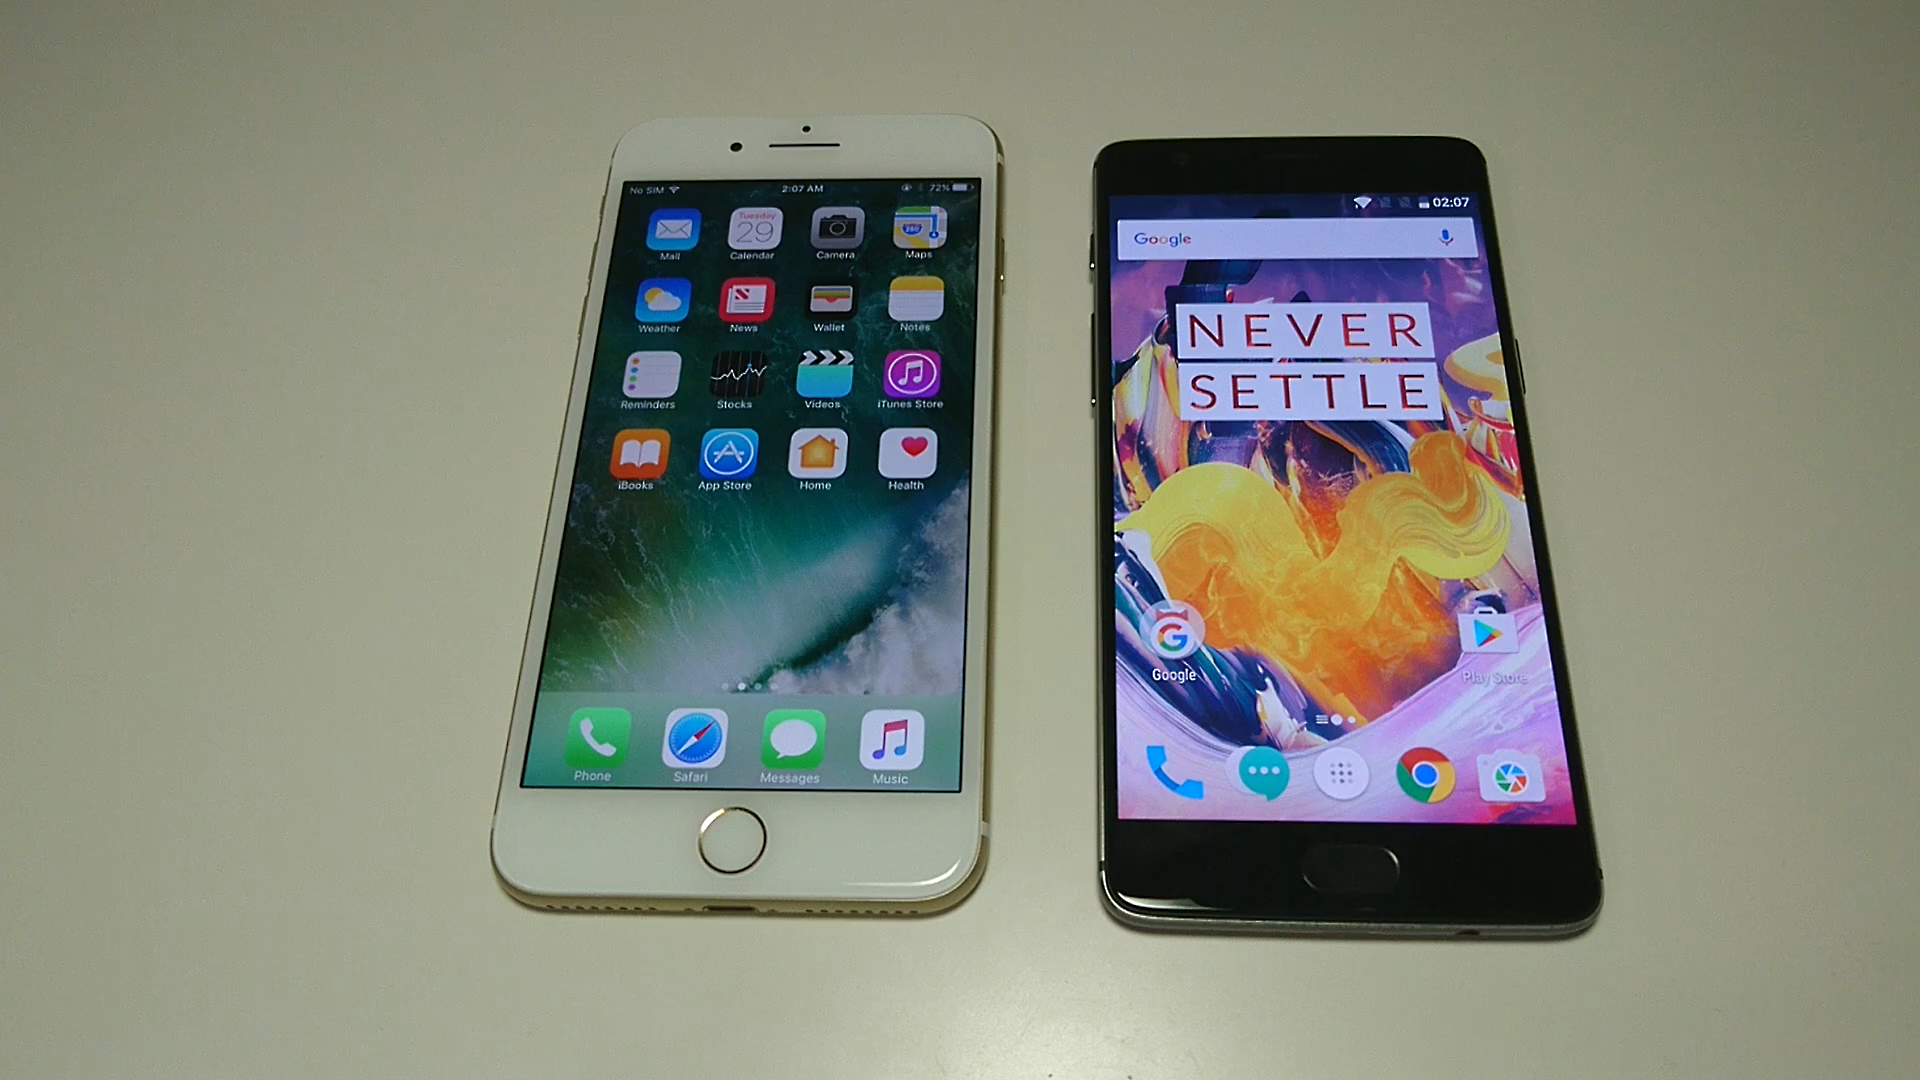 No SIM 2:07 AM 72%
Tuesday
29
280
Mail Calendar Camera Maps
Weather News Wallet Notes
Reminders Stocks Videos iTunes Store
iBooks App Store Home Health
Phone Safari Messages Music
02:07
Google
NEVER
SETTLE
G
Google Play Store